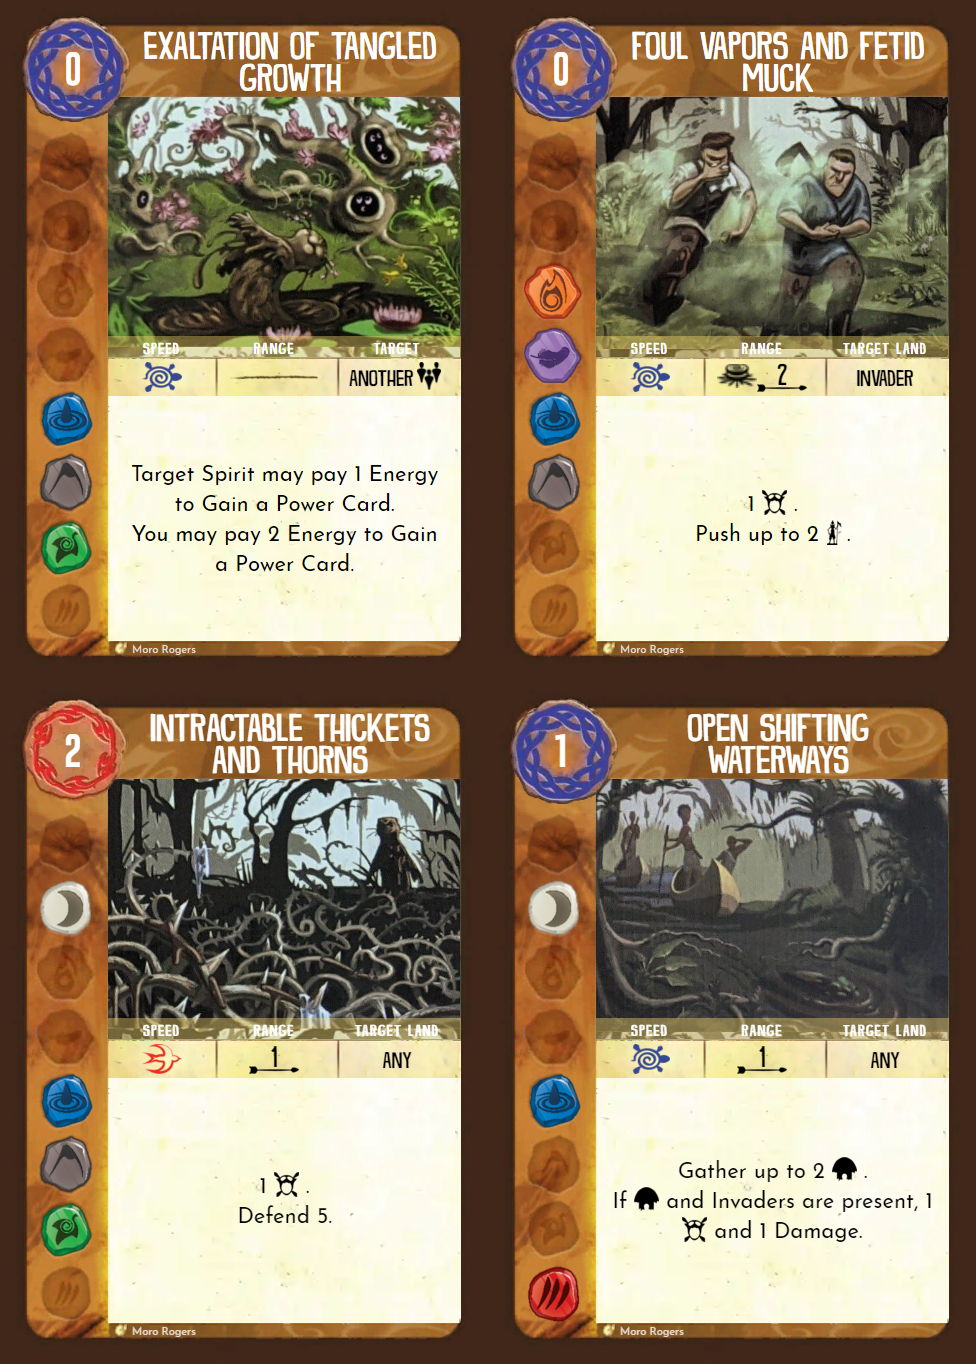 0
EXALTATION OF TANGLED
GROWTH
SPEED RANGE TARGET
ANOTHER
Target Spirit may pay 1 Energy
to Gain a Power Card.
You may pay 2 Energy to Gain
a Power Card.
Moro Rogers
0
FOUL VAPORS AND FETID
MUCK
SPEED RANGE TARGET LAND
2 INVADER
1 .
Push up to 2 .
Moro Rogers
2
INTRACTABLE THICKETS
AND THORNS
SPEED RANGE TARGET LAND
1 ANY
1 .
Defend 5.
Moro Rogers
1
OPEN SHIFTING
WATERWAYS
SPEED RANGE TARGET LAND
1 ANY
Gather up to 2 .
If and Invaders are present, 1
and 1 Damage.
Moro Rogers